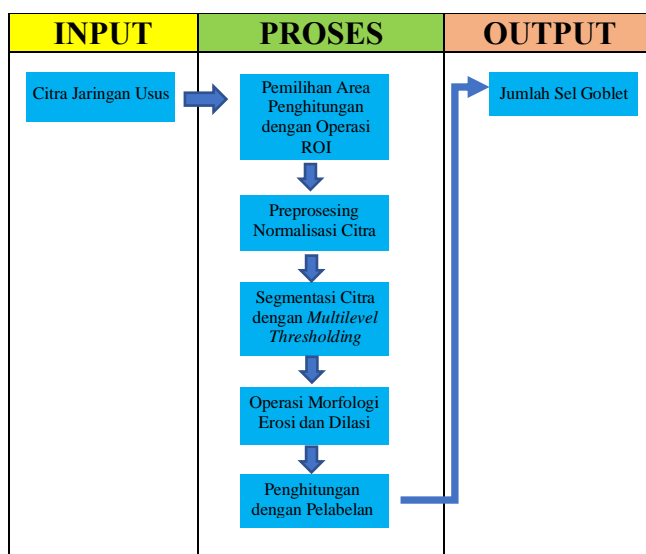 INPUT
PROSES
OUTPUT
Citra Jaringan Usus
Pemilihan Area
Penghitungan
dengan Operasi
ROI
Preprosesing
Normalisasi Citra
Segmentasi Citra
dengan Multilevel
Thresholding
Operasi Morfologi
Erosi dan Dilasi
Penghitungan
dengan Pelabelan
Jumlah Sel Goblet